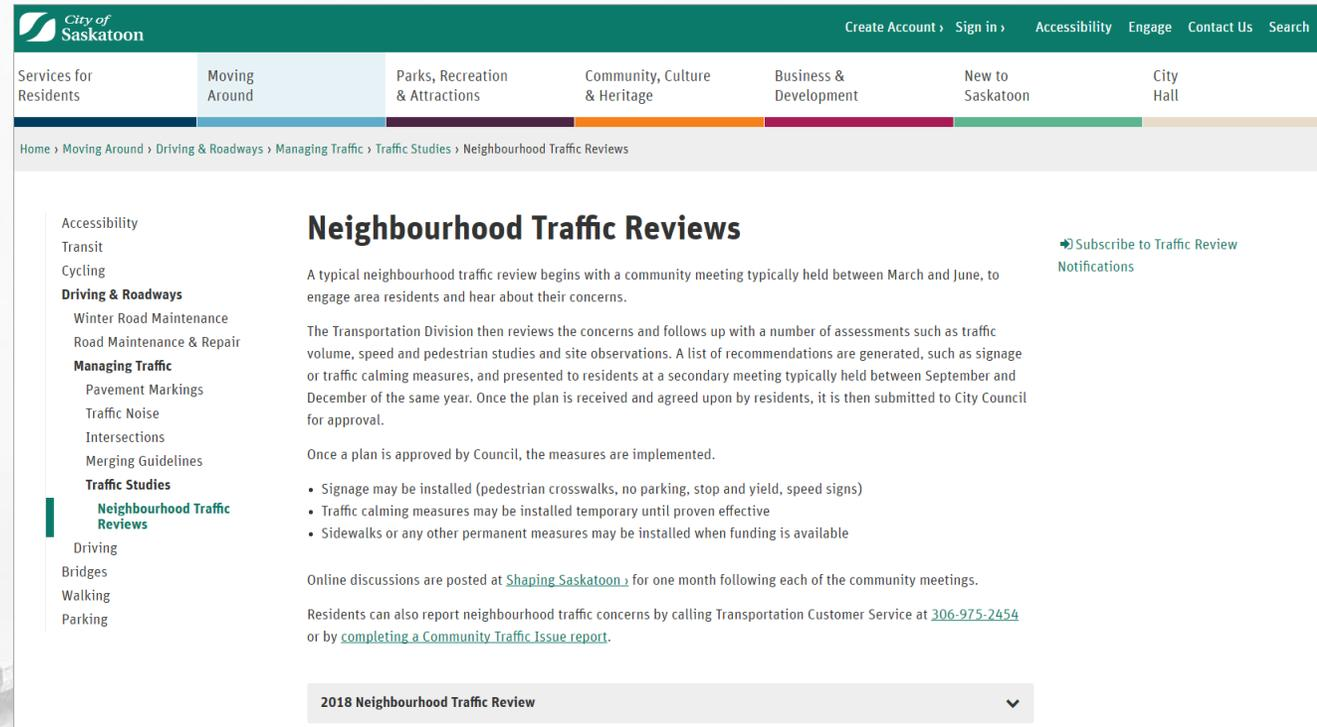 City of
Saskatoon
Create Account › Sign in › Accessibility Engage Contact Us Search
Services for
Residents
Moving
Around
Parks, Recreation
& Attractions
Community, Culture
& Heritage
Business &
Development
New to
Saskatoon
City
Hall
Home › Moving Around › Driving & Roadways › Managing Traffic › Traffic Studies › Neighbourhood Traffic Reviews
Accessibility
Transit
Cycling
Driving & Roadways
Winter Road Maintenance
Road Maintenance & Repair
Managing Traffic
Pavement Markings
Traffic Noise
Intersections
Merging Guidelines
Traffic Studies
Neighbourhood Traffic
Reviews
Driving
Bridges
Walking
Parking
Neighbourhood Traffic Reviews
A typical neighbourhood traffic review begins with a community meeting typically held between March and June, to
engage area residents and hear about their concerns.
The Transportation Division then reviews the concerns and follows up with a number of assessments such as traffic
volume, speed and pedestrian studies and site observations. A list of recommendations are generated, such as signage
or traffic calming measures, and presented to residents at a secondary meeting typically held between September and
December of the same year. Once the plan is received and agreed upon by residents, it is then submitted to City Council
for approval.
Once a plan is approved by Council, the measures are implemented.
• Signage may be installed (pedestrian crosswalks, no parking, stop and yield, speed signs)
• Traffic calming measures may be installed temporary until proven effective
• Sidewalks or any other permanent measures may be installed when funding is available
Online discussions are posted at Shaping Saskatoon › for one month following each of the community meetings.
Residents can also report neighbourhood traffic concerns by calling Transportation Customer Service at 306-975-2454
or by completing a Community Traffic Issue report.
2018 Neighbourhood Traffic Review
Subscribe to Traffic Review
Notifications